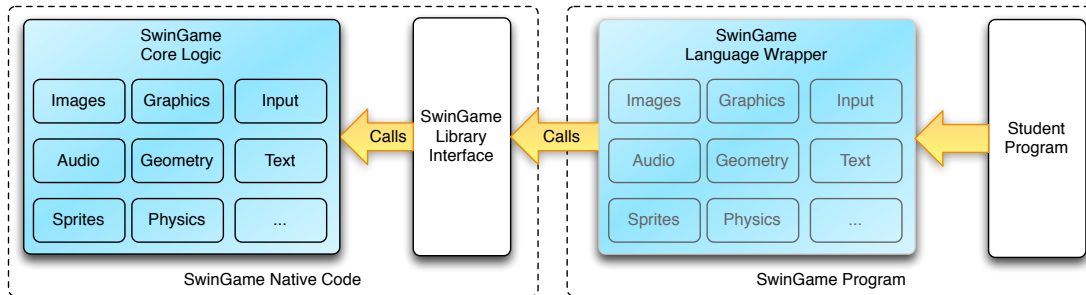 SwinGame
Core Logic
Images
Graphics
Input
Audio
Geometry
Text
Sprites
Physics
...
Calls
SwinGame
Library
Interface
SwinGame Native Code
Calls
SwinGame
Language Wrapper
Images
Graphics
Input
Audio
Geometry
Text
Sprites
Physics
...
Student
Program
SwinGame Program